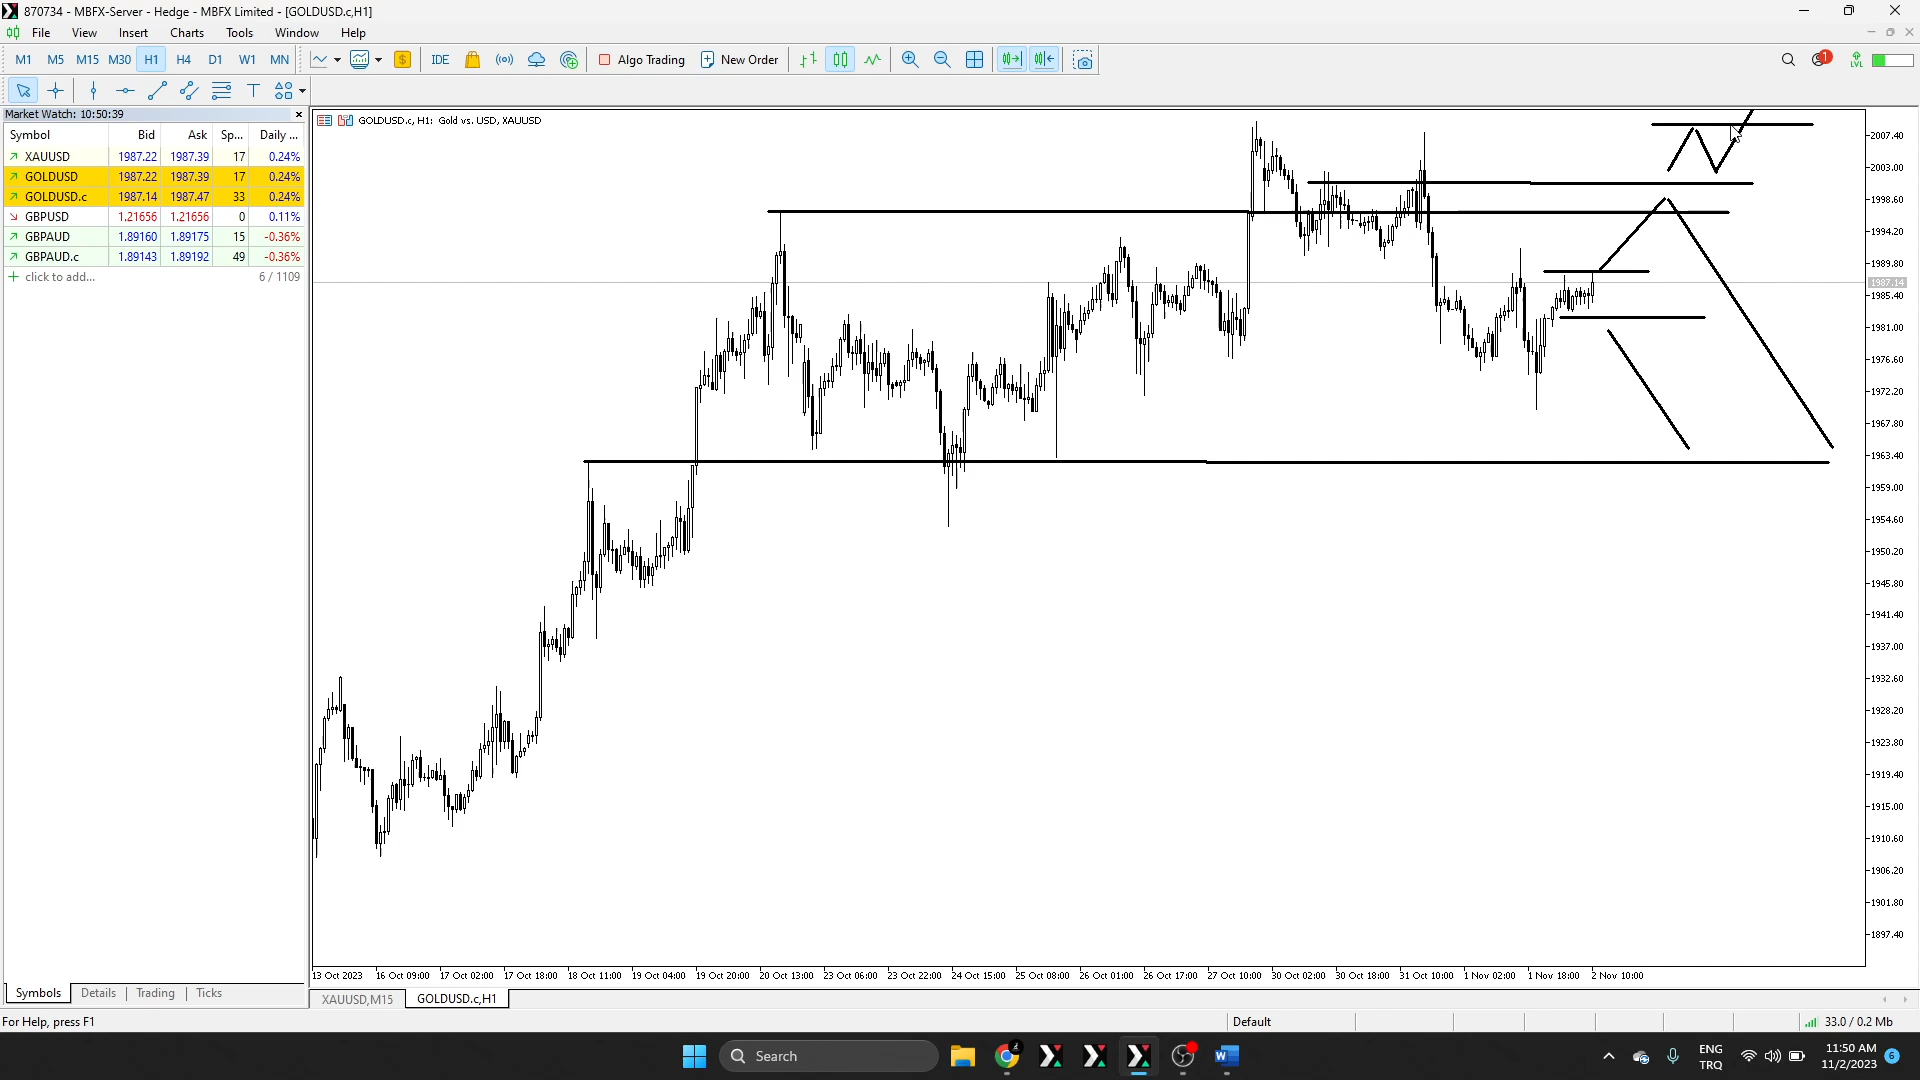 870734 - MBFX-Server - Hedge - MBFX Limited - [GOLDUSD.c,H1]
File View Insert Charts Tools Window Help
M1 M5 M15 M30 H1 H4 D1 W1 MN IDE Algo Trading New Order 1 LVL
Market Watch: 10:50:39
Symbol Bid Ask Sp... Daily ...
XAUUSD 1987.22 1987.39 17 0.24%
GOLDUSD 1987.22 1987.39 17 0.24%
GOLDUSD.c 1987.14 1987.47 33 0.24%
GBPUSD 1.21656 1.21656 0 0.11%
GBPAUD 1.89160 1.89175 15 -0.36%
GBPAUD.c 1.89143 1.89192 49 -0.36%
click to add... 6 / 1109
GOLDUSD.c, H1: Gold vs. USD, XAUUSD
2007.40
2003.00
1998.60
1994.20
1989.80
1987.14
1985.40
1981.00
1976.60
1972.20
1967.80
1963.40
1959.00
1954.60
1950.20
1945.80
1941.40
1937.00
1932.60
1928.20
1923.80
1919.40
1915.00
1910.60
1906.20
1901.80
1897.40
13 Oct 2023 16 Oct 09:00 17 Oct 02:00 17 Oct 18:00 18 Oct 11:00 19 Oct 04:00 19 Oct 20:00 20 Oct 13:00 23 Oct 06:00 23 Oct 22:00 24 Oct 15:00 25 Oct 08:00 26 Oct 01:00 26 Oct 17:00 27 Oct 10:00 30 Oct 02:00 30 Oct 18:00 31 Oct 10:00 1 Nov 02:00 1 Nov 18:00 2 Nov 10:00
Symbols Details Trading Ticks
XAUUSD,M15 GOLDUSD.c,H1
For Help, press F1 Default 33.0 / 0.2 Mb
Search
ENG
TRQ
11:50 AM
11/2/2023
6